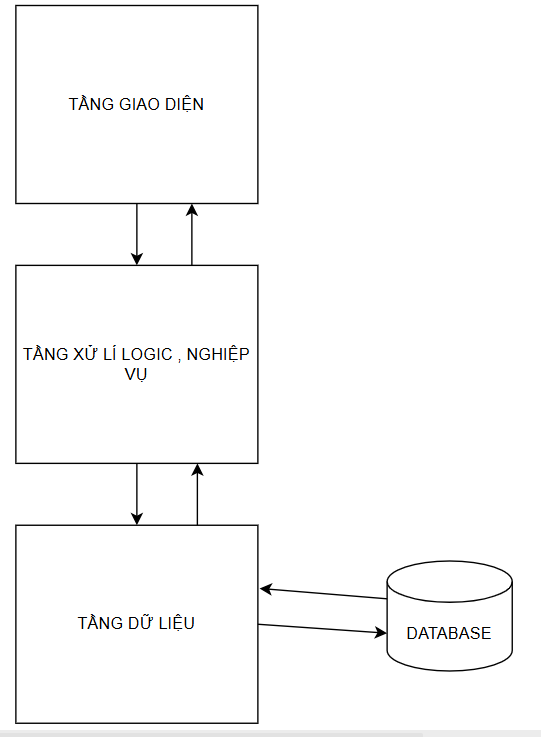 TẦNG GIAO DIỆN
TẦNG XỬ LÍ LOGIC , NGHIỆP
VỤ
TẦNG DỮ LIỆU
DATABASE